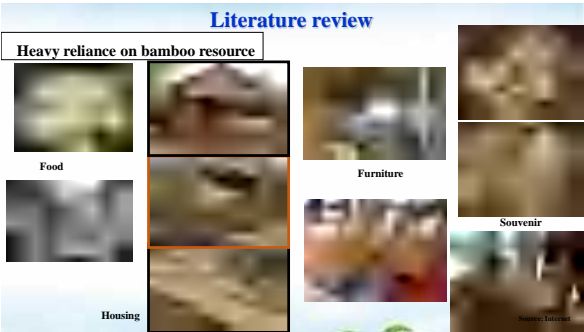 Literature review
Heavy reliance on bamboo resource
Food
Furniture
Souvenir
Housing
Source: Internet